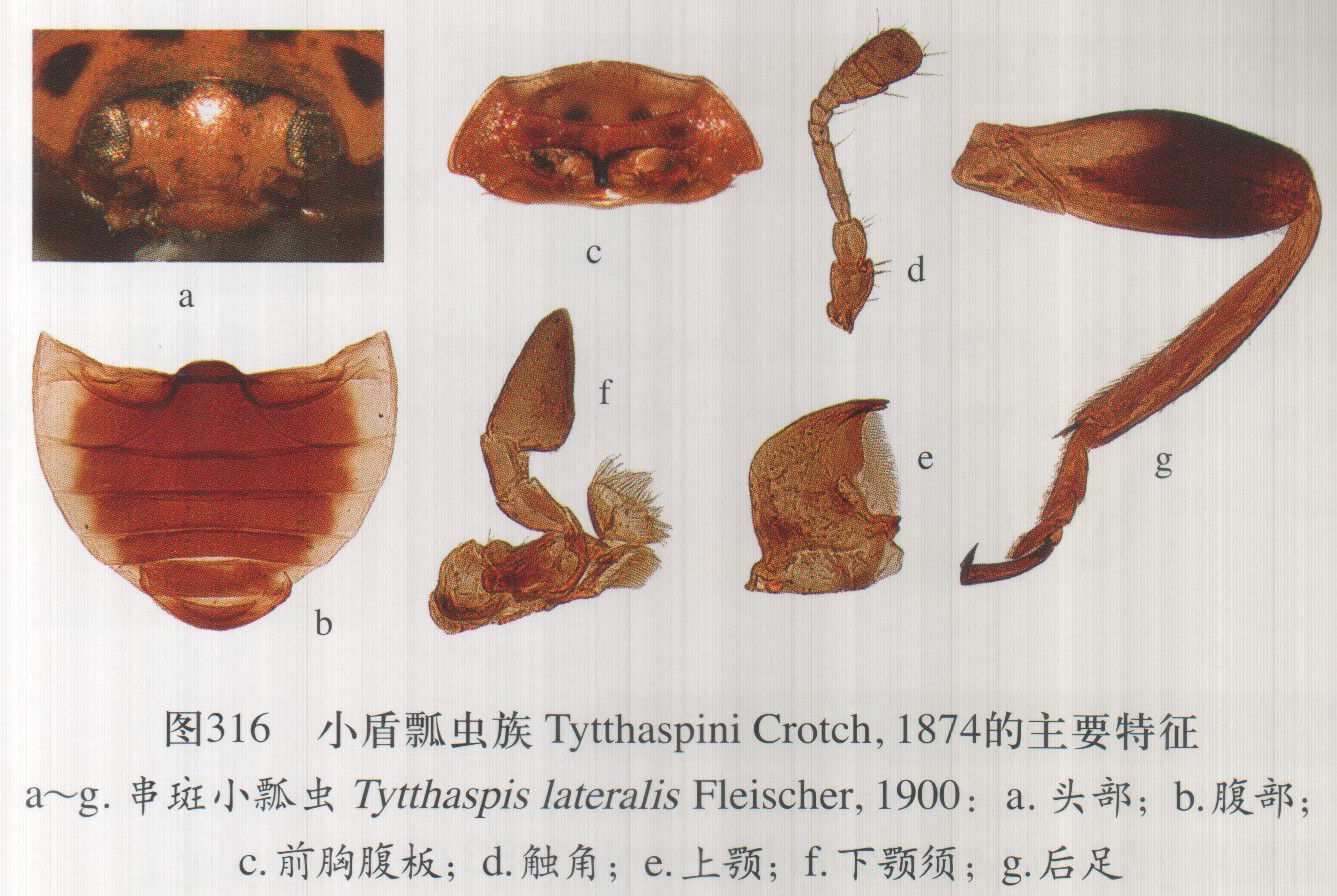 a
c
d
f
e
g
b
图316 小盾瓢虫族 Tytthaspini Crotch, 1874的主要特征
a~g. 串斑小瓢虫 Tytthaspis lateralis Fleischer, 1900: a. 头部; b.腹部;
c.前胸腹板; d.触角; e.上颚; f.下颚须; g.后足